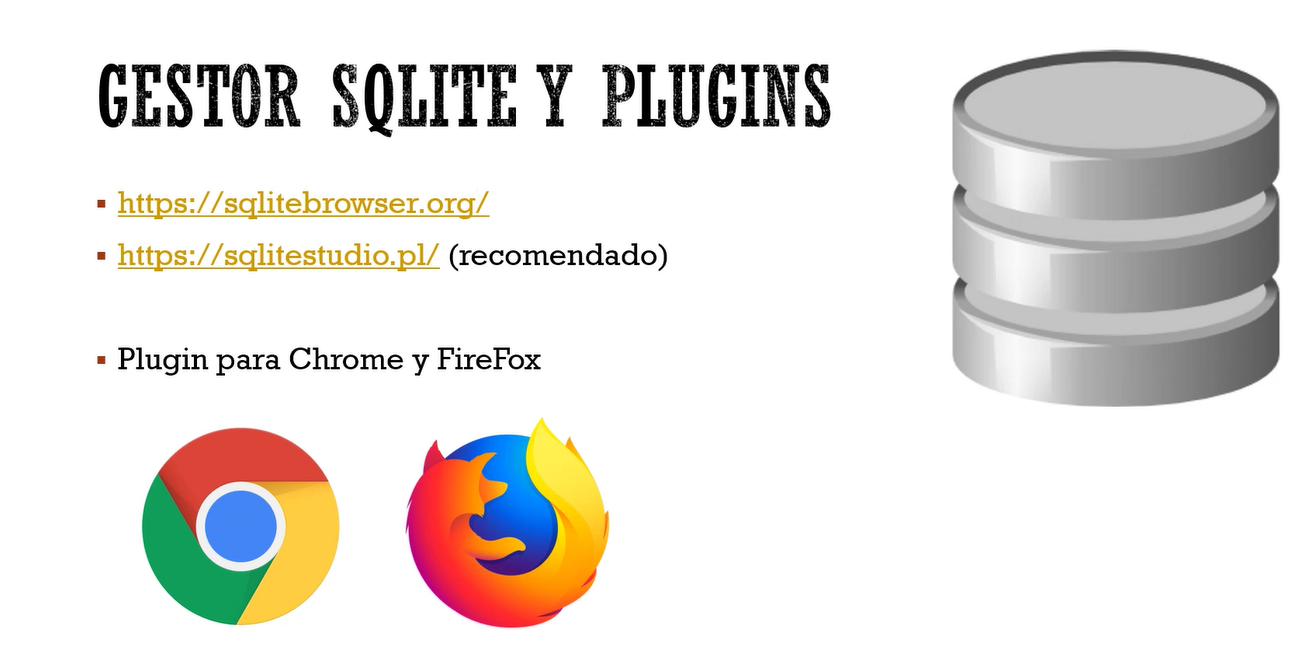 GESTOR SQLITE Y PLUGINS
▪ https://sqlitebrowser.org/
▪ https://sqlitestudio.pl/ (recomendado)
▪ Plugin para Chrome y FireFox